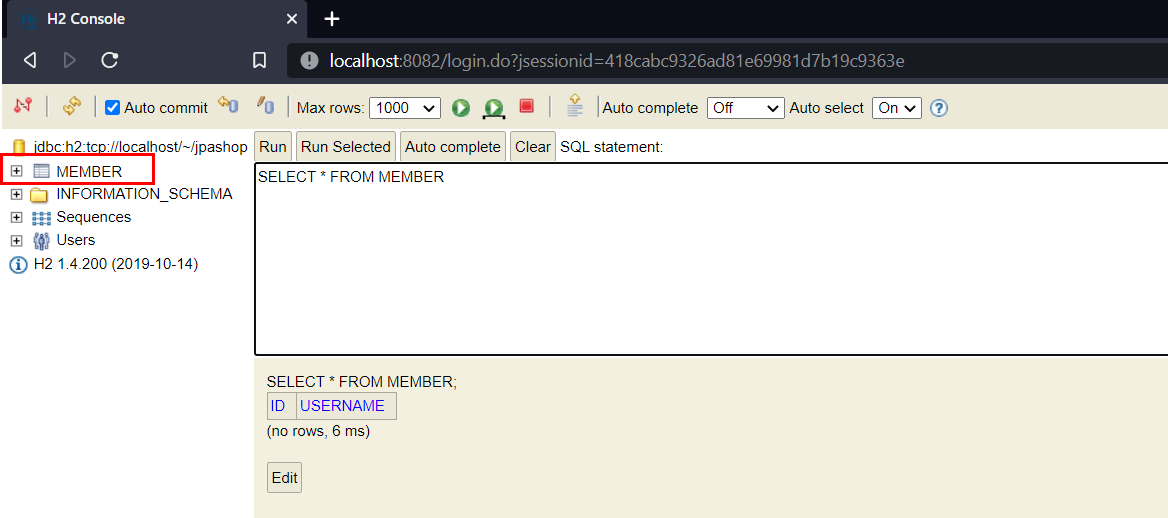 H2 Console
localhost:8082/login.do?jsessionid=418cabc9326ad81e69981d7b19c9363e
Auto commit Max rows: 1000 Auto complete Off Auto select On
jdbc:h2:tcp://localhost/~/jpashop
MEMBER
INFORMATION_SCHEMA
Sequences
Users
H2 1.4.200 (2019-10-14)
Run Run Selected Auto complete Clear SQL statement:
SELECT * FROM MEMBER
SELECT * FROM MEMBER;
ID USERNAME
(no rows, 6 ms)
Edit